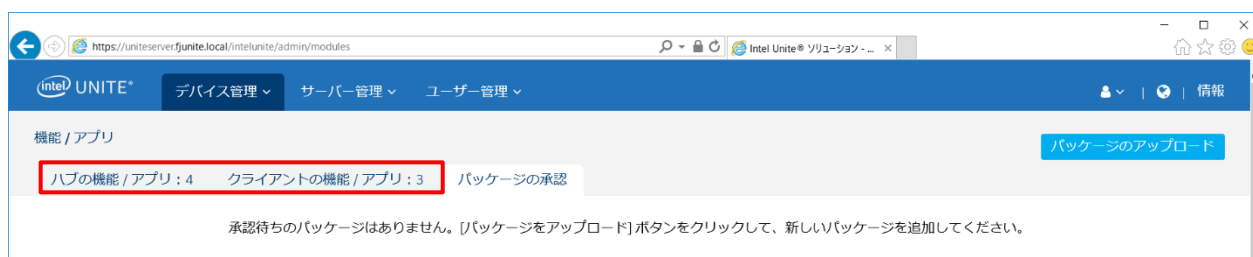 https://uniteserver.fjunite.local/intelunite/admin/modules
Intel Unite® ソリューション - ...
intel UNITE® デバイス管理 サーバー管理 ユーザー管理 情報
機能 / アプリ
パッケージのアップロード
ハブの機能 / アプリ：4 クライアントの機能 / アプリ：3 パッケージの承認
承認待ちのパッケージはありません。[パッケージをアップロード] ボタンをクリックして、新しいパッケージを追加してください。